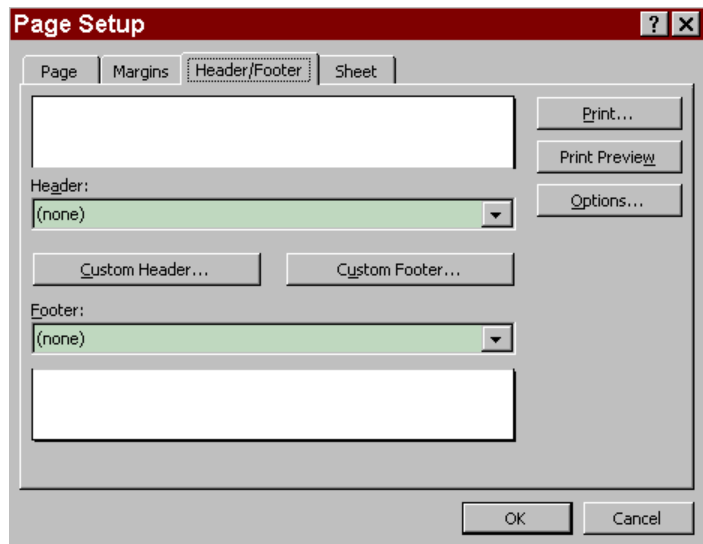 Page Setup
Page Margins Header/Footer Sheet
Print...
Print Preview
Header:
Options...
(none)
Custom Header... Custom Footer...
Footer:
(none)
OK Cancel